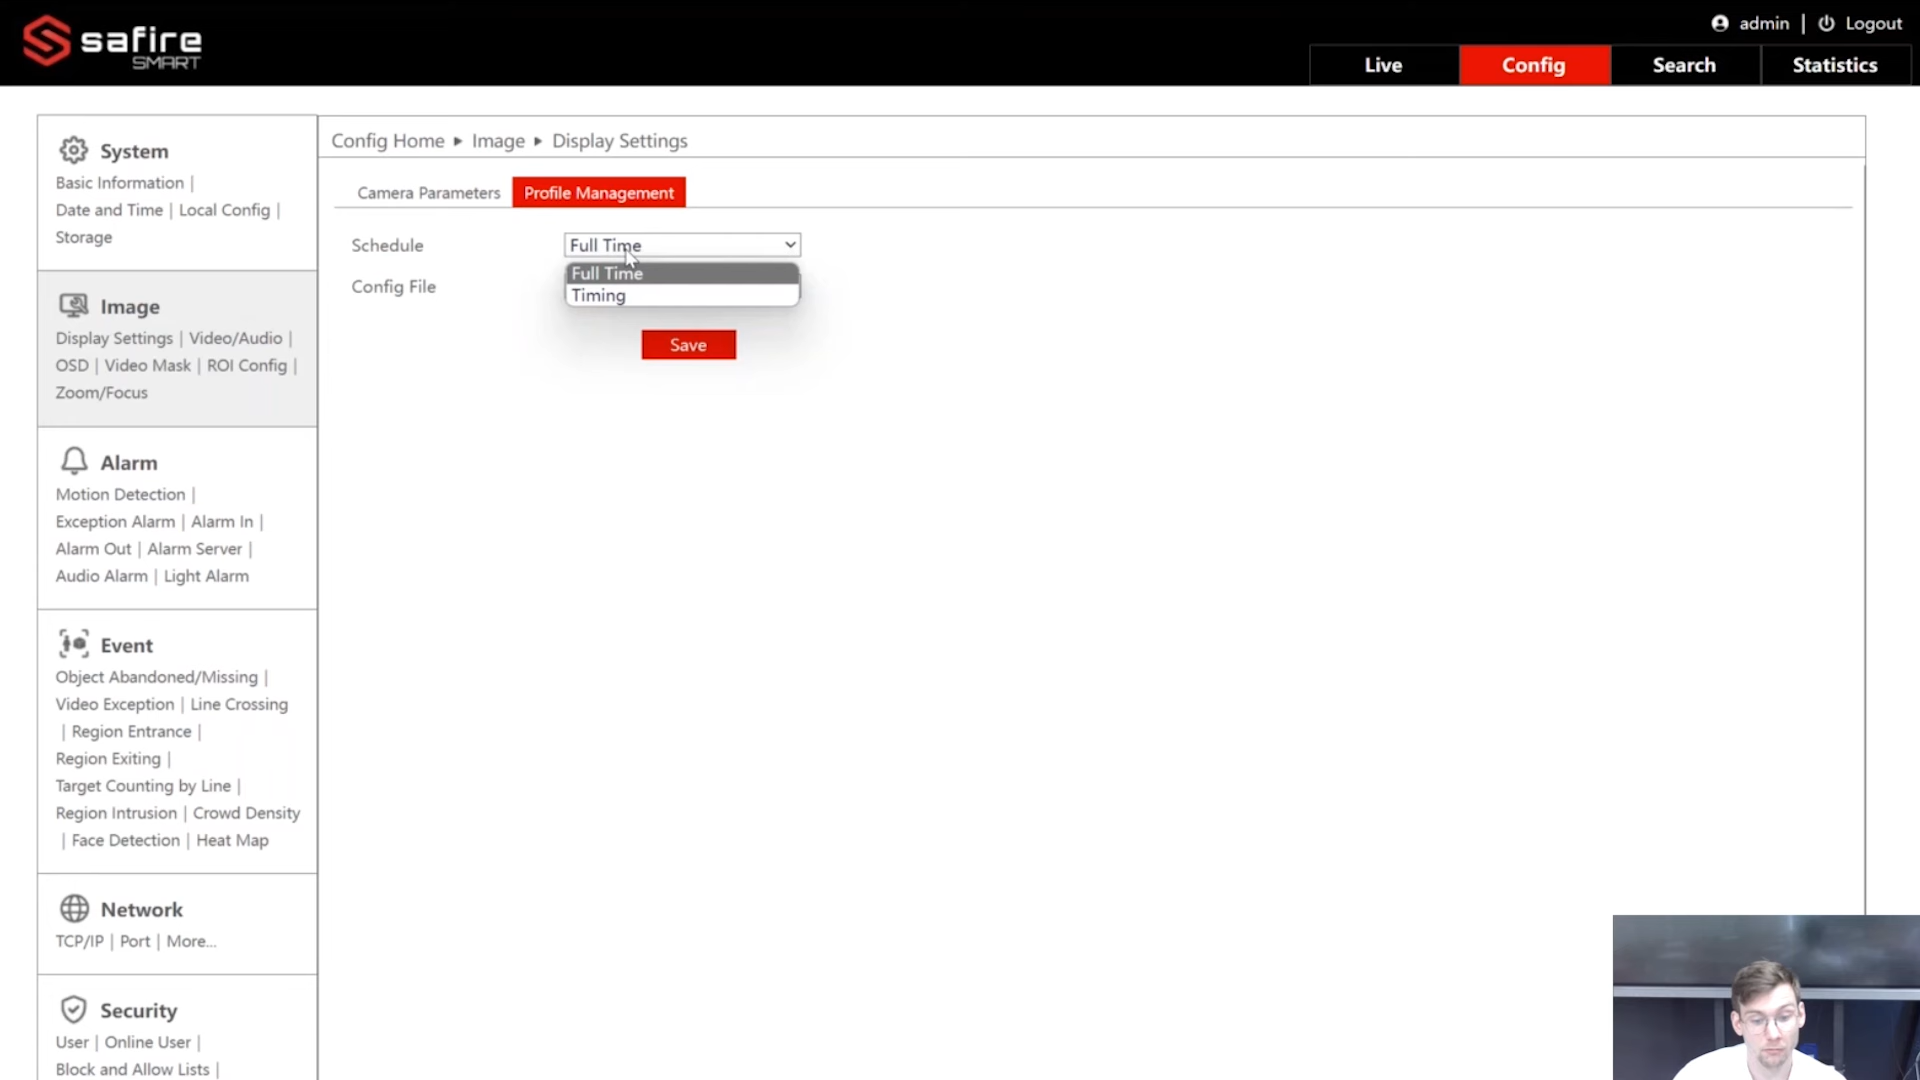 safire
SMART
admin | Logout
Live Config Search Statistics
System
Basic Information |
Date and Time | Local Config |
Storage
Image
Display Settings | Video/Audio |
OSD | Video Mask | ROI Config |
Zoom/Focus
Alarm
Motion Detection |
Exception Alarm | Alarm In |
Alarm Out | Alarm Server |
Audio Alarm | Light Alarm
Event
Object Abandoned/Missing |
Video Exception | Line Crossing
| Region Entrance |
Region Exiting |
Target Counting by Line |
Region Intrusion | Crowd Density
| Face Detection | Heat Map
Network
TCP/IP | Port | More...
Security
User | Online User |
Block and Allow Lists |
Config Home ▸ Image ▸ Display Settings
Camera Parameters Profile Management
Schedule Full Time
Full Time
Config File
Timing
Save